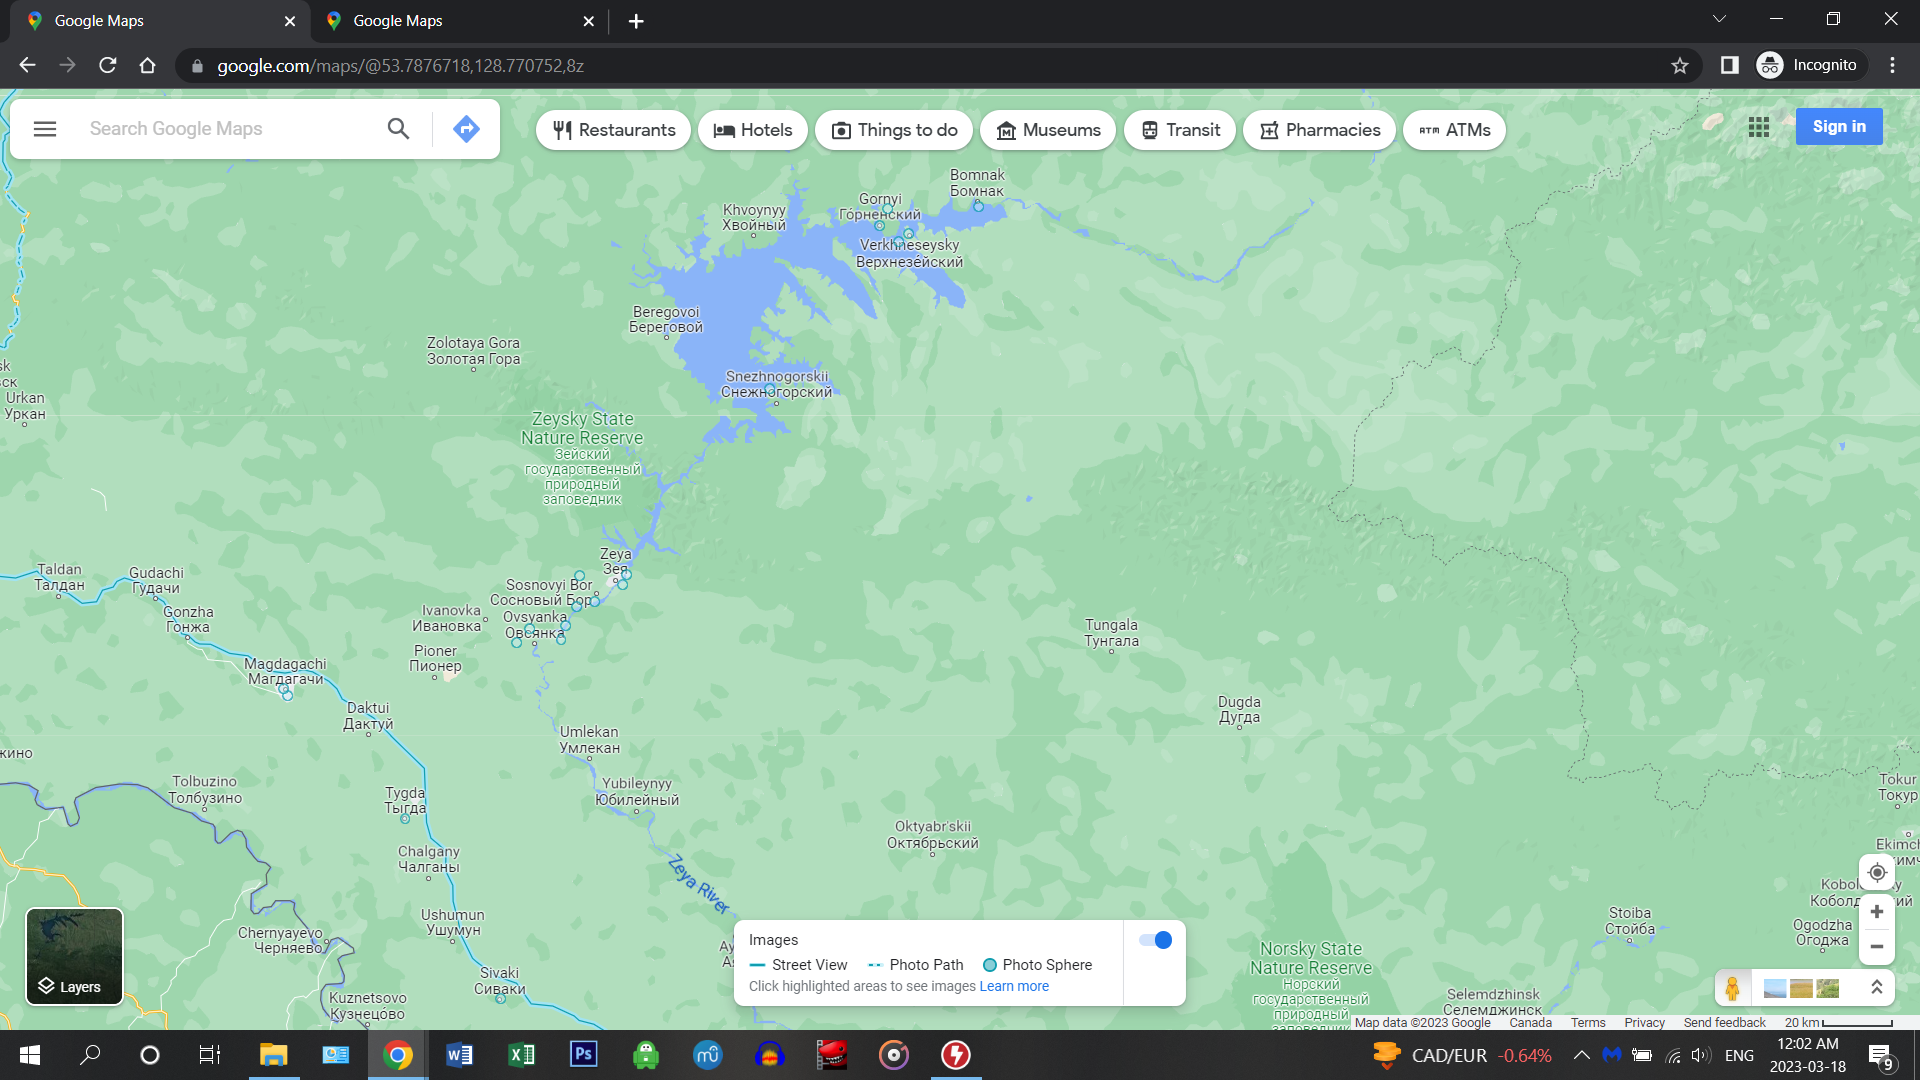 Google Maps
Google Maps
google.com/maps/@53.7876718,128.770752,8z
Incognito
Search Google Maps
Restaurants
Hotels
Things to do
Museums
Transit
Pharmacies
ATM ATMs
Sign in
Bomnak
Бомнак
Gornyi
Го́рненский
Khvoynyy
Хвойный
Verkhneseysky
Верхнезе́йский
Beregovoi
Береговой
Zolotaya Gora
Золотая Гора
Snezhnogorskii
Снежногорский
Urkan
Уркан
Zeysky State
Nature Reserve
Зейский
государственный
природный
заповедник
Zeya
Зея
Taldan
Талдан
Gudachi
Гудачи
Sosnovyi Bor
Сосновый Бор
Gonzha
Гонжа
Ivanovka
Ивановка
Ovsyanka
Овсянка
Tungala
Тунгала
Pioner
Пионер
Magdagachi
Магдагачи
Dugda
Дугда
Daktui
Дактуй
Umlekan
Умлекан
Tolbuzino
Толбузино
Yubileynyy
Юбилейный
Tokur
Токур
Tygda
Тыгда
Oktyabr'skii
Октябрьский
Chalgany
Чалганы
Zeya River
Ushumun
Ушумун
Stoiba
Стойба
Ogodzha
Огоджа
Chernyayevo
Черняево
Norsky State
Nature Reserve
Норский
государственный
природный
заповедник
Sivaki
Сиваки
Kuznetsovo
Кузнецово
Selemdzhinsk
Селемджинск
Layers
Images
Street View
Photo Path
Photo Sphere
Click highlighted areas to see images Learn more
Map data ©2023 Google
Canada
Terms
Privacy
Send feedback
20 km
CAD/EUR -0.64%
ENG
12:02 AM
2023-03-18
9